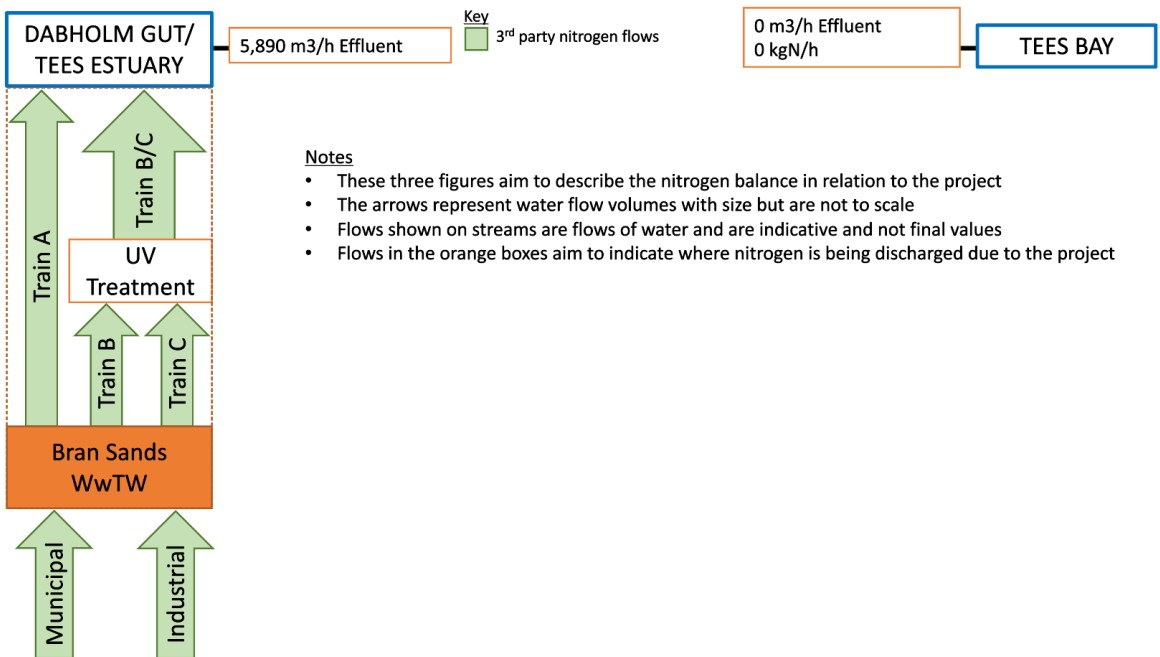 DABHOLM GUT/
TEES ESTUARY
5,890 m3/h Effluent
Key
3rd party nitrogen flows
0 m3/h Effluent
0 kgN/h
TEES BAY
Train A
Train B/C
UV
Treatment
Train B
Train C
Bran Sands
WwTW
Municipal
Industrial
Notes
• These three figures aim to describe the nitrogen balance in relation to the project
• The arrows represent water flow volumes with size but are not to scale
• Flows shown on streams are flows of water and are indicative and not final values
• Flows in the orange boxes aim to indicate where nitrogen is being discharged due to the project